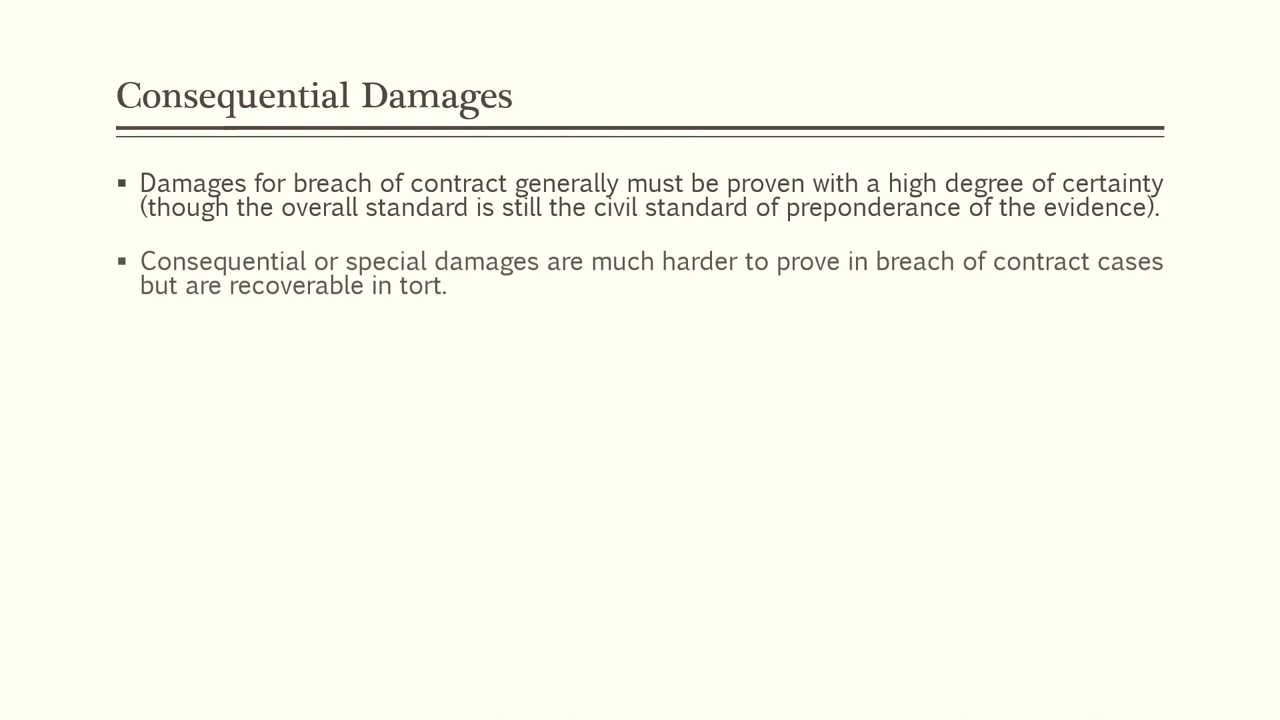 Consequential Damages
▪ Damages for breach of contract generally must be proven with a high degree of certainty
(though the overall standard is still the civil standard of preponderance of the evidence).
▪ Consequential or special damages are much harder to prove in breach of contract cases
but are recoverable in tort.